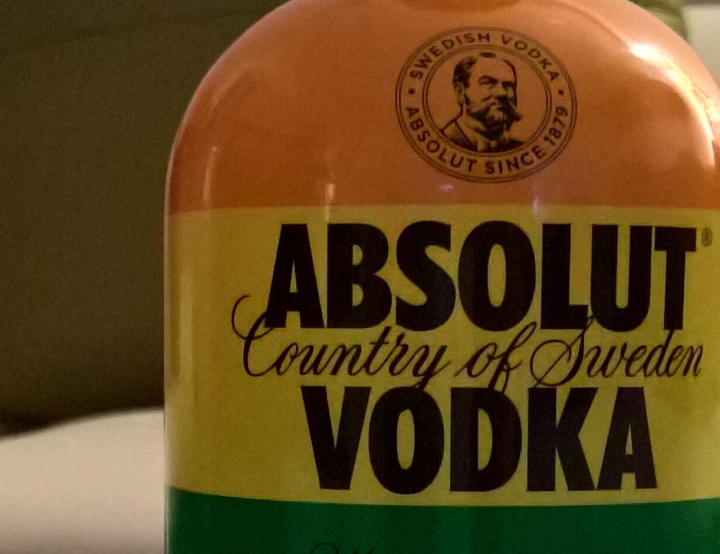 SWEDISH VODKA
ABSOLUT SINCE 1879
ABSOLUT®
Country of Sweden
VODKA